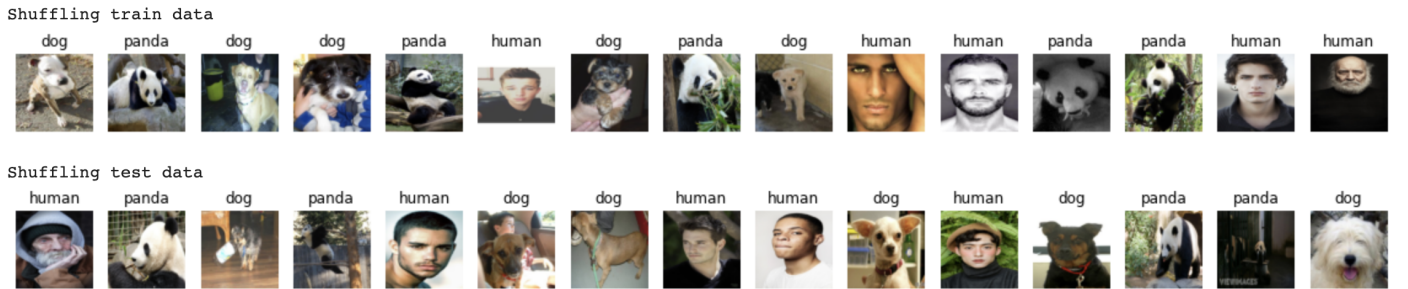 Shuffling train data
dog panda dog dog panda human dog panda dog human human panda panda human human
Shuffling test data
human panda dog panda human dog dog human human dog human dog panda panda dog
VIEWIMAGES